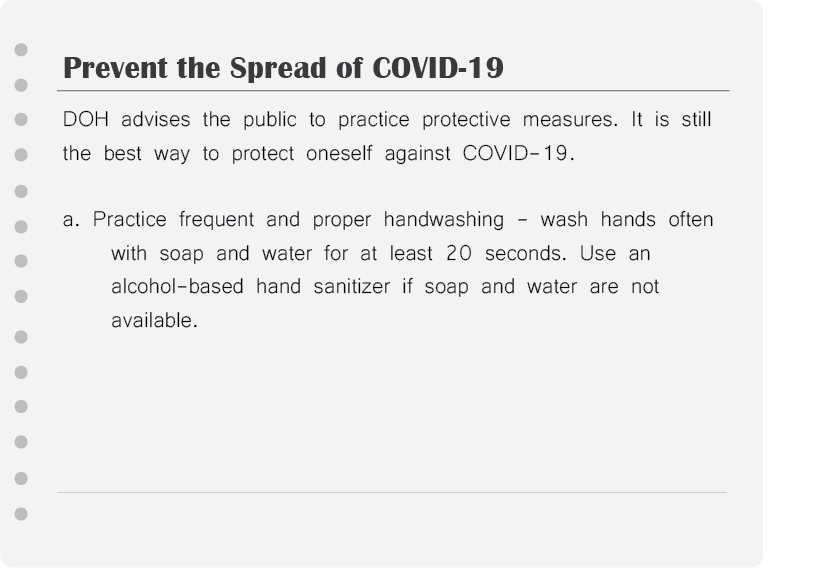 Prevent the Spread of COVID-19
DOH advises the public to practice protective measures. It is still
the best way to protect oneself against COVID-19.
a. Practice frequent and proper handwashing - wash hands often
with soap and water for at least 20 seconds. Use an
alcohol-based hand sanitizer if soap and water are not
available.